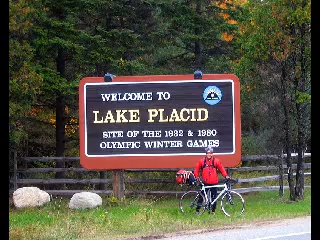 WELCOME TO
LAKE PLACID
SITE OF THE 1932 & 1980
OLYMPIC WINTER GAMES